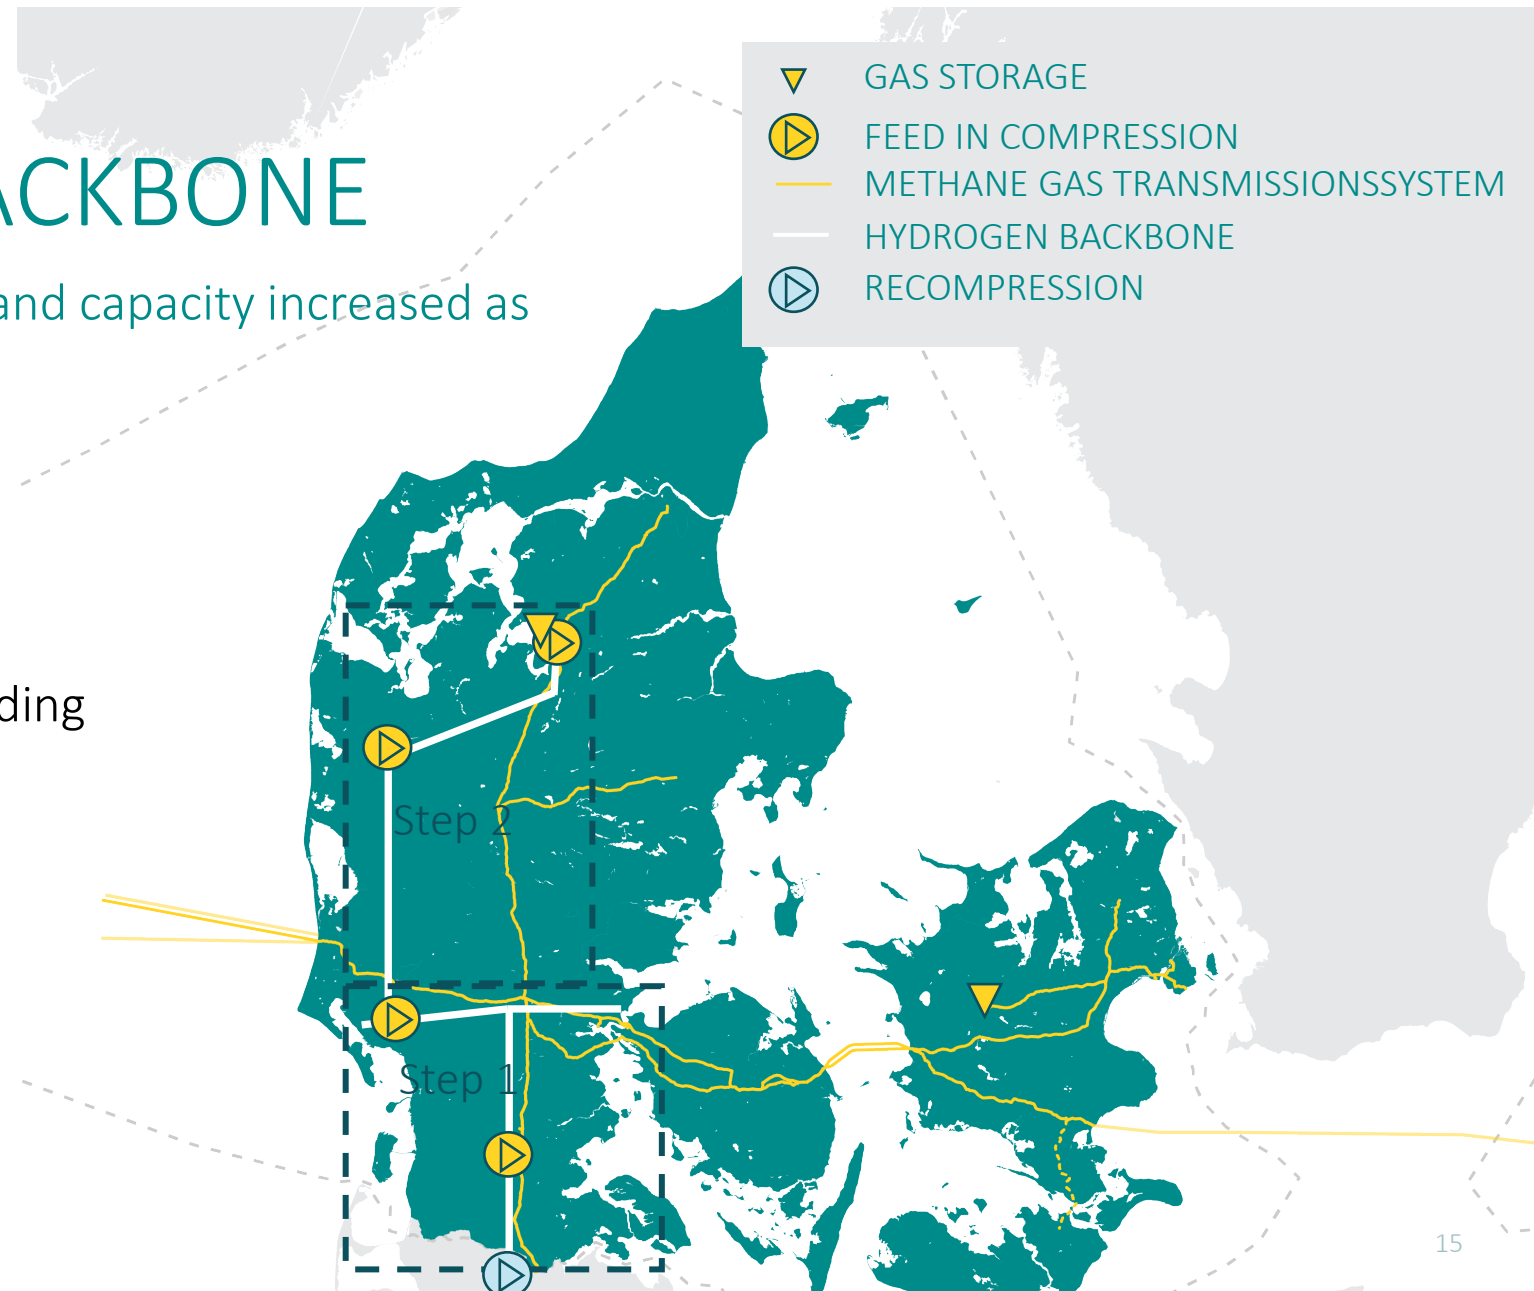 GAS STORAGE
FEED IN COMPRESSION
METHANE GAS TRANSMISSIONSSYSTEM
HYDROGEN BACKBONE
RECOMPRESSION
ACKBONE
and capacity increased as
ding
Step 2
Step 1
15